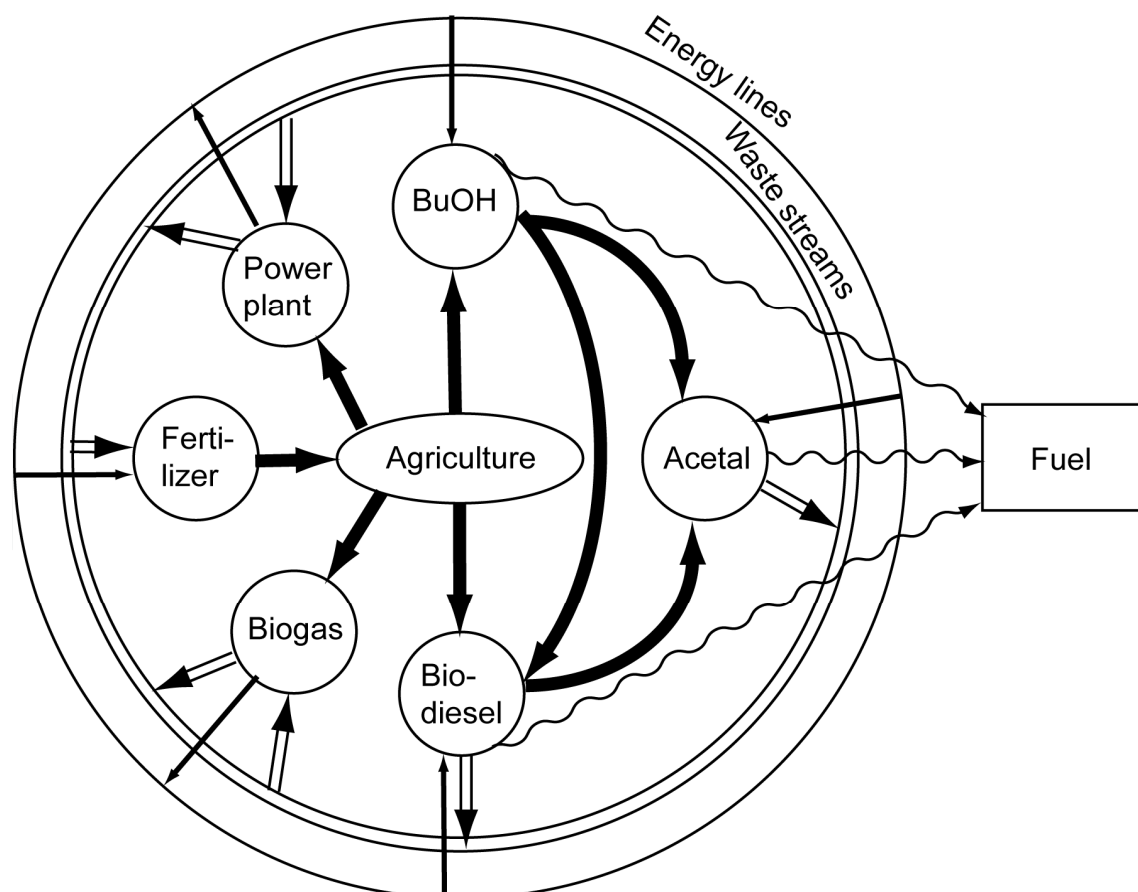 Energy lines
Waste streams
BuOH
Power
plant
Ferti-
lizer
Agriculture
Acetal
Fuel
Biogas
Bio-
diesel